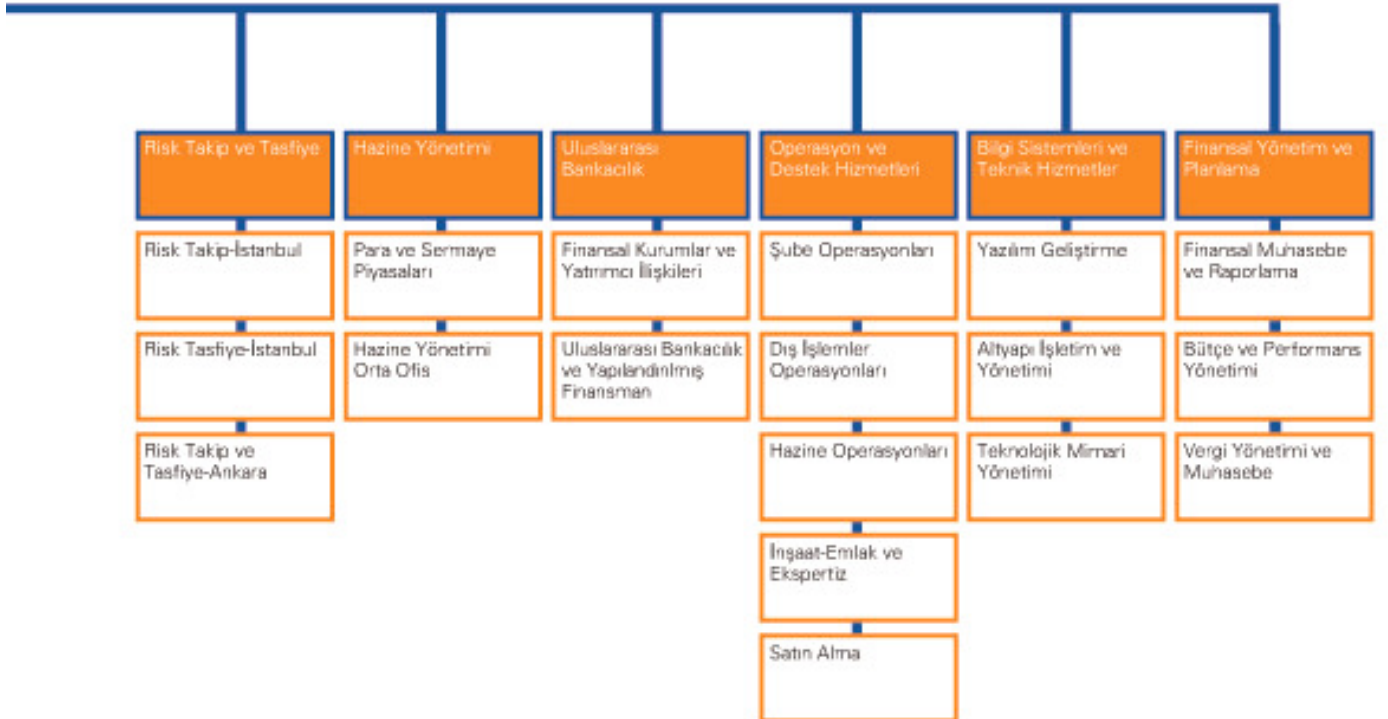 Risk Takip ve Tasfiye
Risk Takip-İstanbul
Risk Tasfiye-İstanbul
Risk Takip ve
Tasfiye-Ankara
Hazine Yönetimi
Para ve Sermaye
Piyasaları
Hazine Yönetimi
Orta Ofis
Uluslararası
Bankacılık
Finansal Kurumlar ve
Yatırımcı İlişkileri
Uluslararası Bankacılık
ve Yapılandırılmış
Finansman
Operasyon ve
Destek Hizmetleri
Şube Operasyonları
Dış İşlemler
Operasyonları
Hazine Operasyonları
İnşaat-Emlak ve
Ekspertiz
Satın Alma
Bilgi Sistemleri ve
Teknik Hizmetler
Yazılım Geliştirme
Altyapı İşletim ve
Yönetimi
Teknolojik Mimari
Yönetimi
Finansal Yönetim ve
Planlama
Finansal Muhasebe
ve Raporlama
Bütçe ve Performans
Yönetimi
Vergi Yönetimi ve
Muhasebe